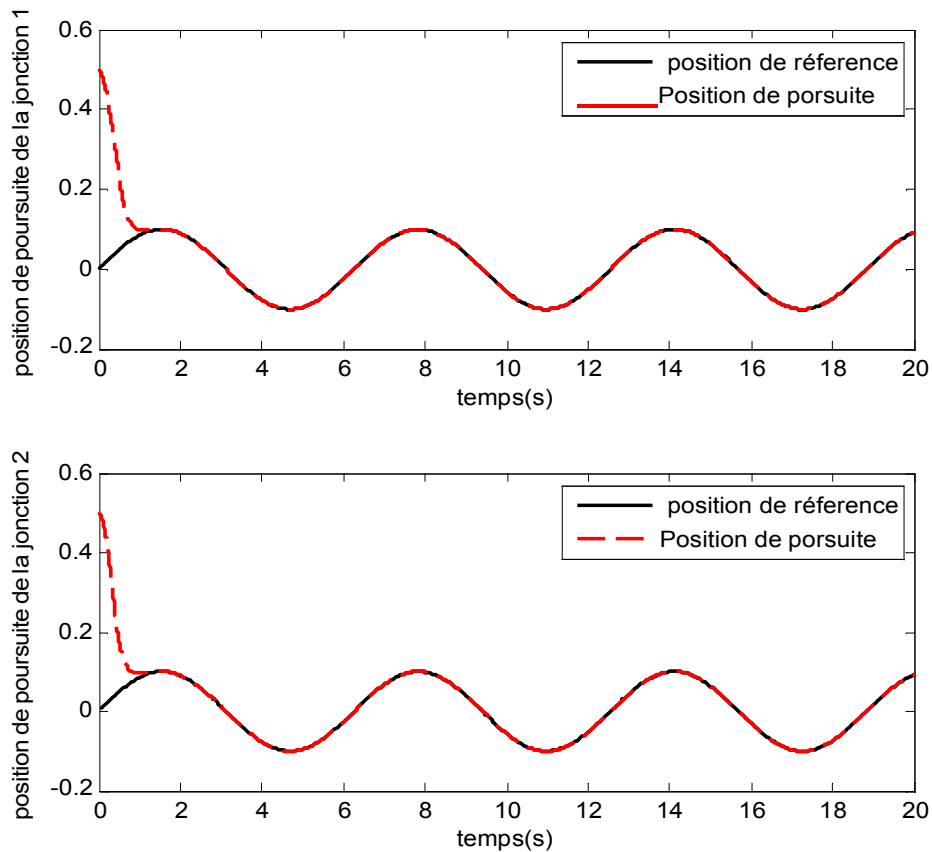 position de poursuite de la jonction 1
0.6
0.4
0.2
0
-0.2
position de réference
Position de porsuite
0 2 4 6 8 10 12 14 16 18 20
temps(s)
position de poursuite de la jonction 2
0.6
0.4
0.2
0
-0.2
position de réference
Position de porsuite
0 2 4 6 8 10 12 14 16 18 20
temps(s)